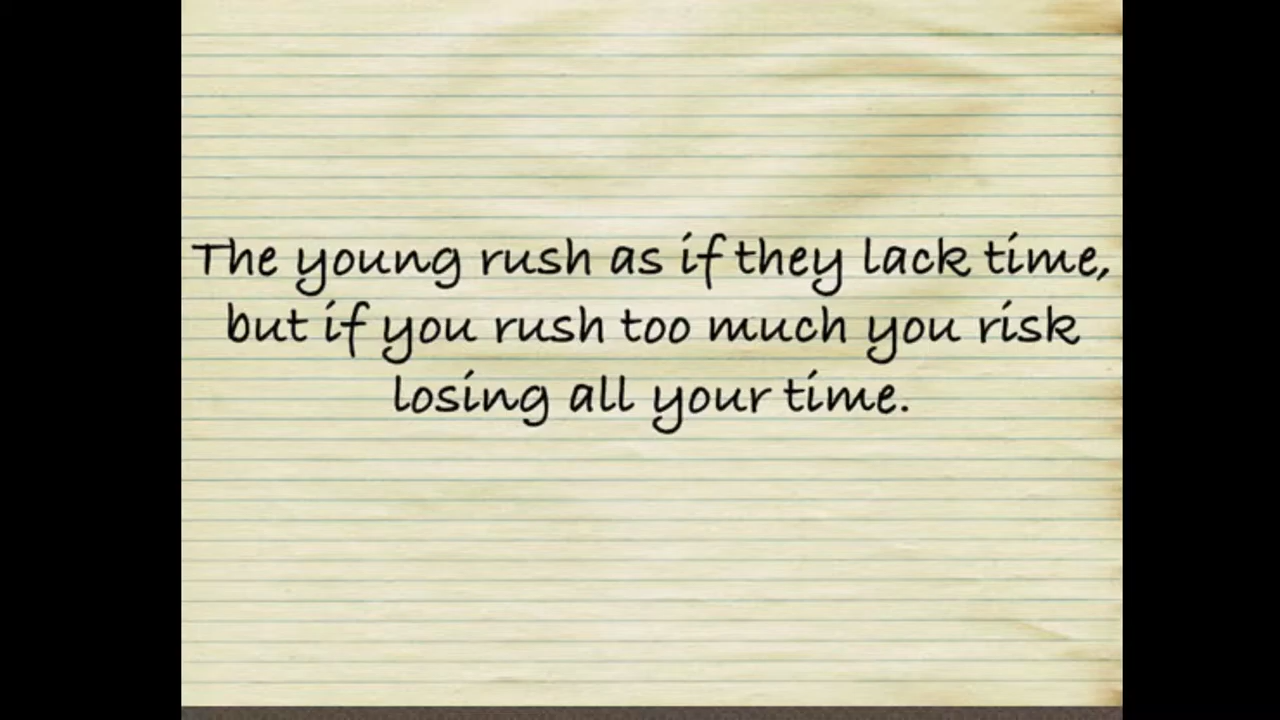 The young rush as if they lack time,
but if you rush too much you risk
losing all your time.